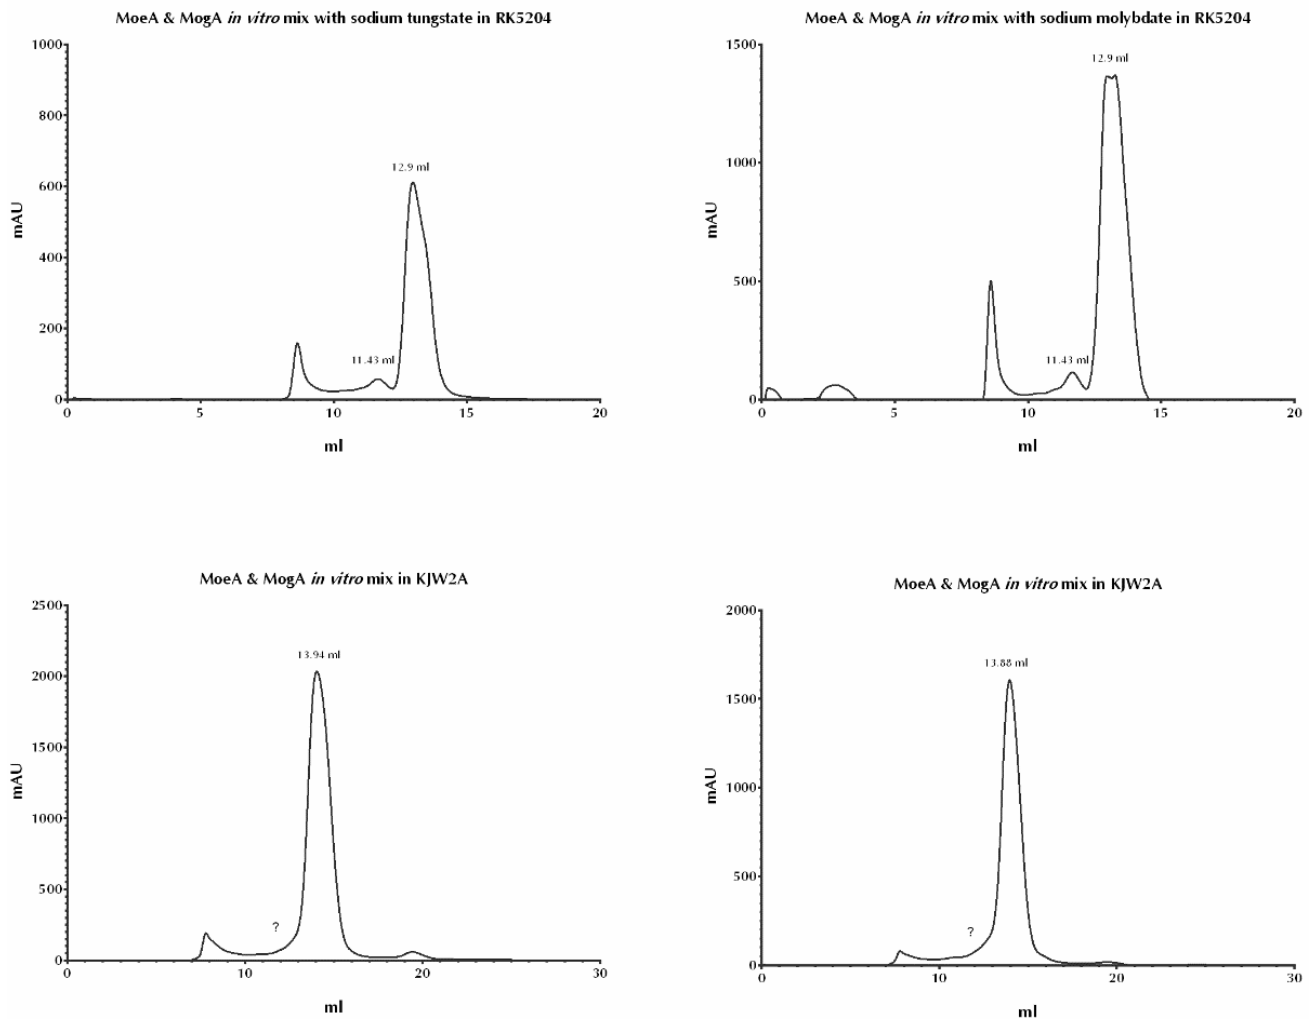 MoeA & MogA in vitro mix with sodium tungstate in RK5204
1000
800
600
400
200
0
mAU
12.9 ml
11.43 ml
0 5 10 15 20
ml
MoeA & MogA in vitro mix with sodium molybdate in RK5204
1500
1000
500
0
mAU
12.9 ml
11.43 ml
0 5 10 15 20
ml
MoeA & MogA in vitro mix in KJW2A
2500
2000
1500
1000
500
0
mAU
13.94 ml
?
0 10 20 30
ml
MoeA & MogA in vitro mix in KJW2A
2000
1500
1000
500
0
mAU
13.88 ml
?
0 10 20 30
ml